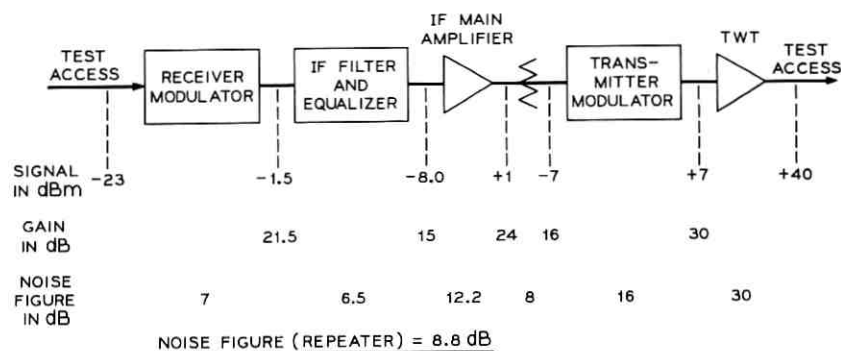 IF MAIN
AMPLIFIER
TEST
ACCESS
RECEIVER
MODULATOR
IF FILTER
AND
EQUALIZER
TRANS-
MITTER
MODULATOR
TWT
TEST
ACCESS
SIGNAL
IN dBm
-23 -1.5 -8.0 +1 -7 +7 +40
GAIN
IN dB
21.5 15 24 16 30
NOISE
FIGURE
IN dB
7 6.5 12.2 8 16 30
NOISE FIGURE (REPEATER) = 8.8 dB